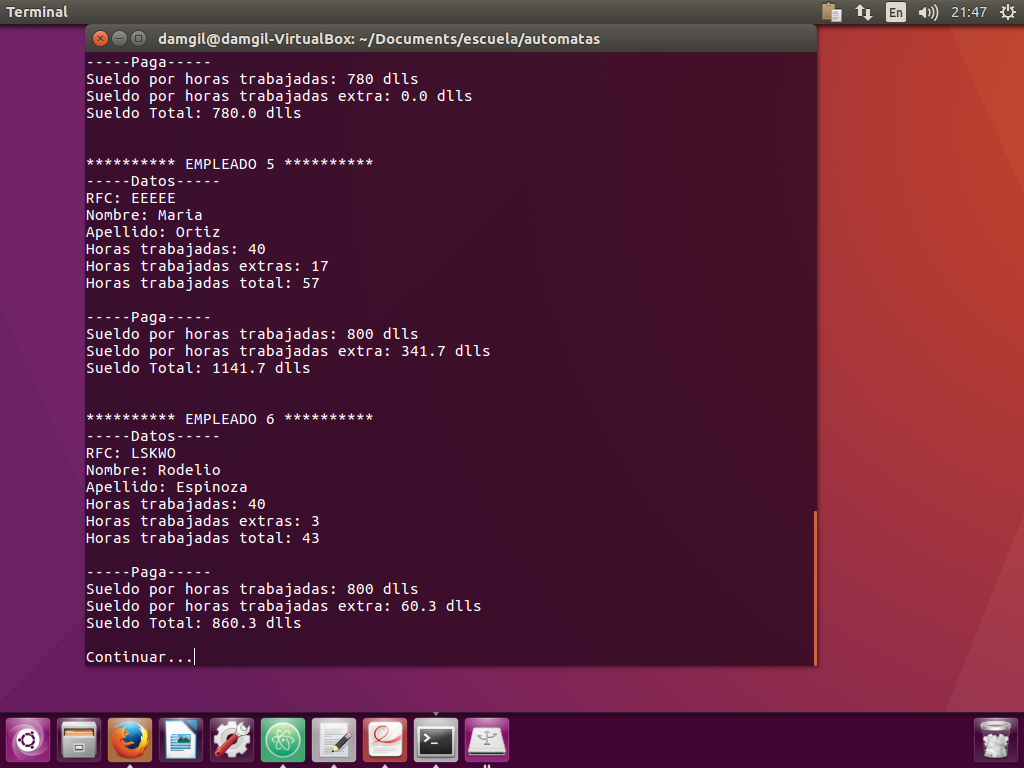 Terminal
En
21:47
damgil@damgil-VirtualBox: ~/Documents/escuela/automatas
-----Paga-----
Sueldo por horas trabajadas: 780 dlls
Sueldo por horas trabajadas extra: 0.0 dlls
Sueldo Total: 780.0 dlls
********** EMPLEADO 5 **********
-----Datos-----
RFC: EEEEE
Nombre: Maria
Apellido: Ortiz
Horas trabajadas: 40
Horas trabajadas extras: 17
Horas trabajadas total: 57
-----Paga-----
Sueldo por horas trabajadas: 800 dlls
Sueldo por horas trabajadas extra: 341.7 dlls
Sueldo Total: 1141.7 dlls
********** EMPLEADO 6 **********
-----Datos-----
RFC: LSKWO
Nombre: Rodelio
Apellido: Espinoza
Horas trabajadas: 40
Horas trabajadas extras: 3
Horas trabajadas total: 43
-----Paga-----
Sueldo por horas trabajadas: 800 dlls
Sueldo por horas trabajadas extra: 60.3 dlls
Sueldo Total: 860.3 dlls
Continuar...